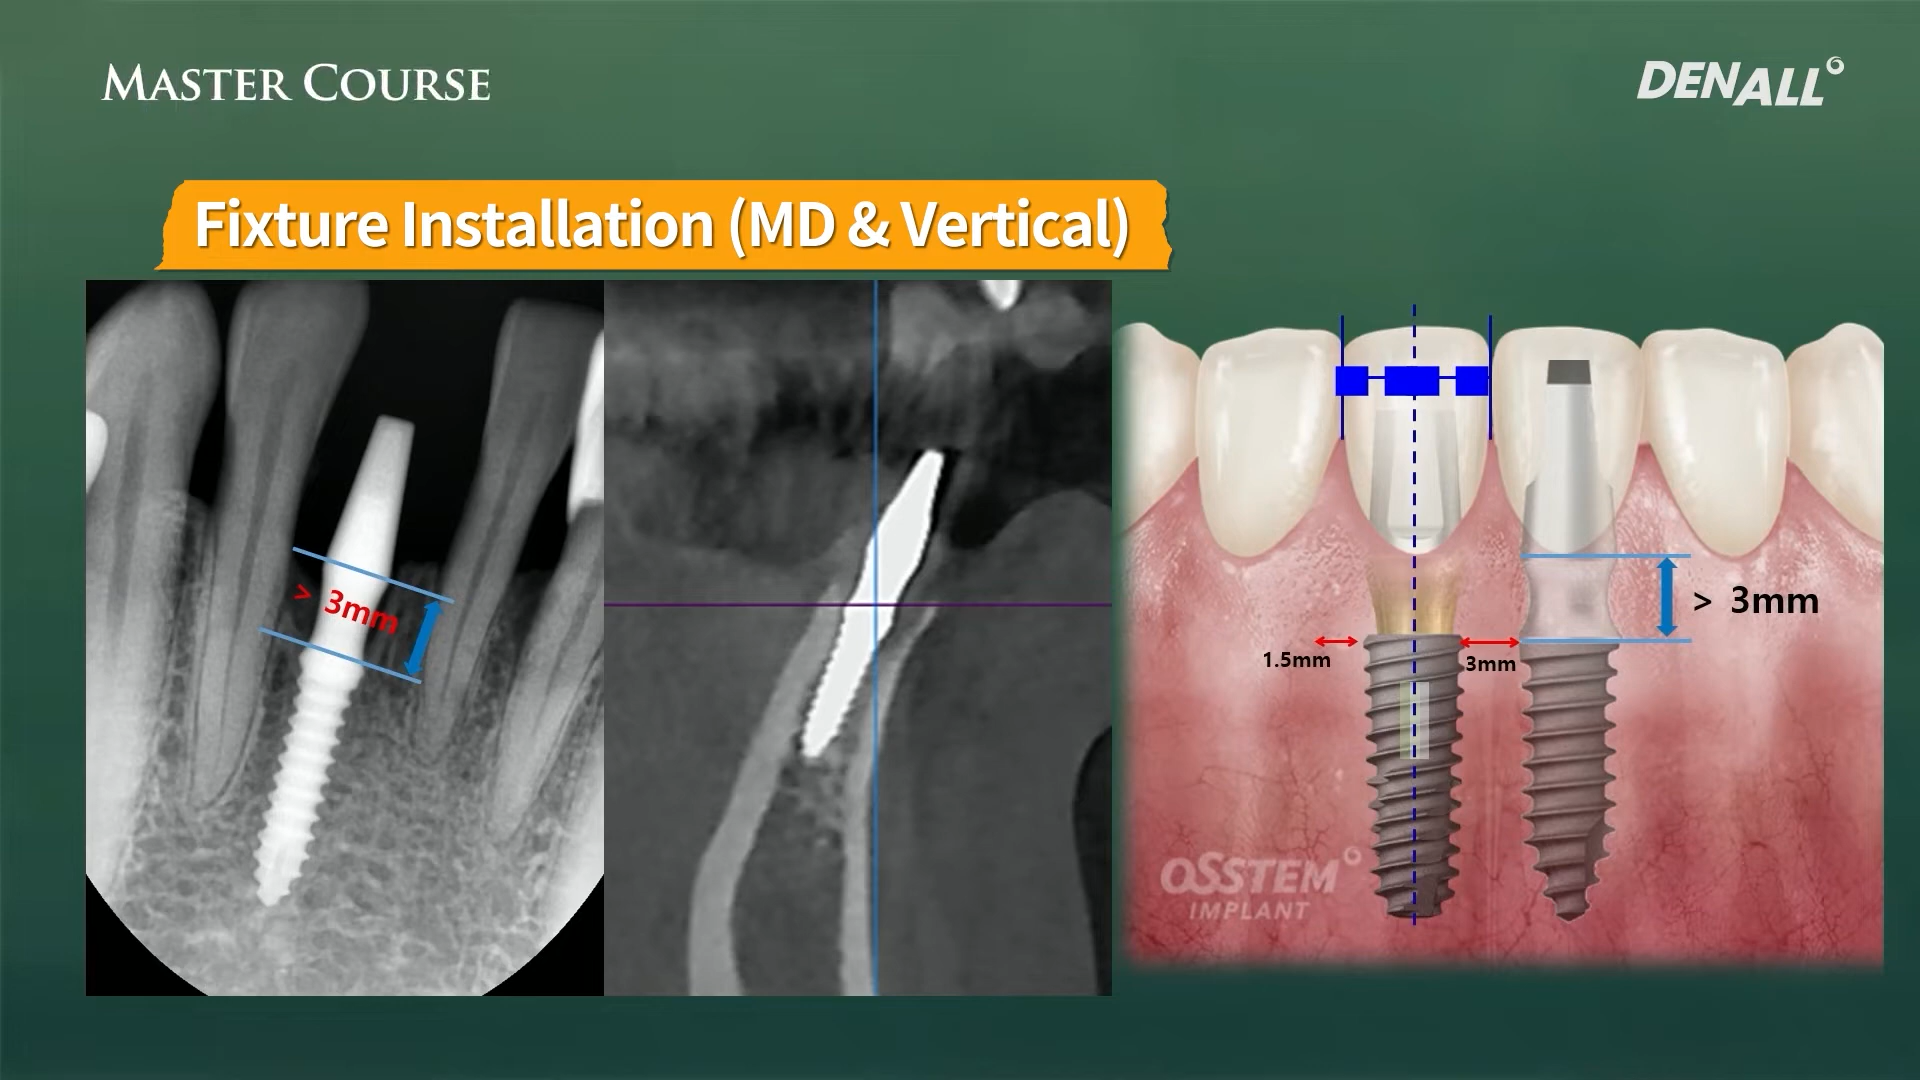 MASTER COURSE
DENALL
Fixture Installation (MD & Vertical)
> 3mm
> 3mm
1.5mm
3mm
OSSTEM
IMPLANT